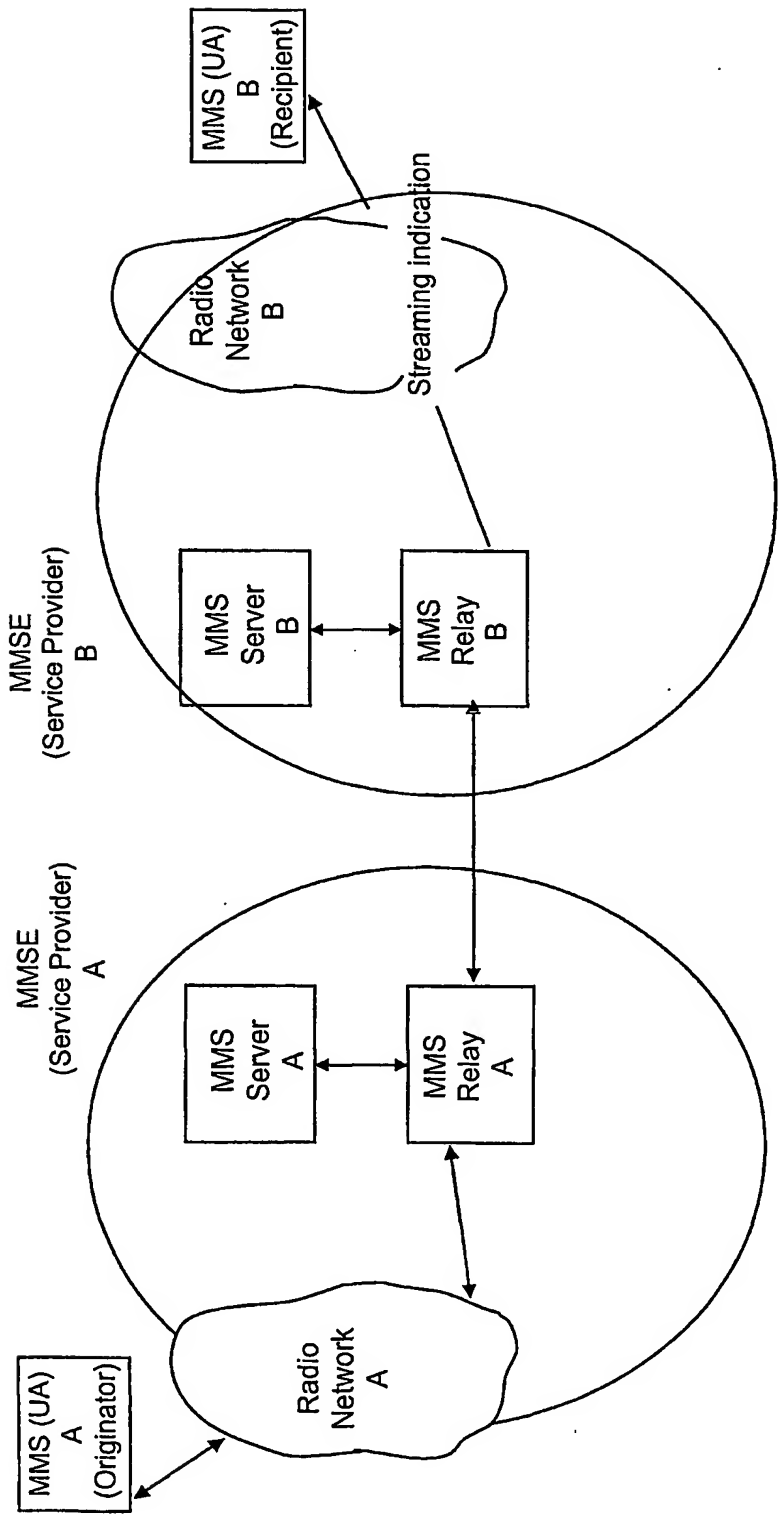 MMS (UA)
A
(Originator)
Radio
Network
A
MMSE
(Service Provider)
A
MMS
Server
A
MMS
Relay
A
MMSE
(Service Provider)
B
MMS
Server
B
MMS
Relay
B
Radio
Network
B
Streaming indication
MMS (UA)
B
(Recipient)